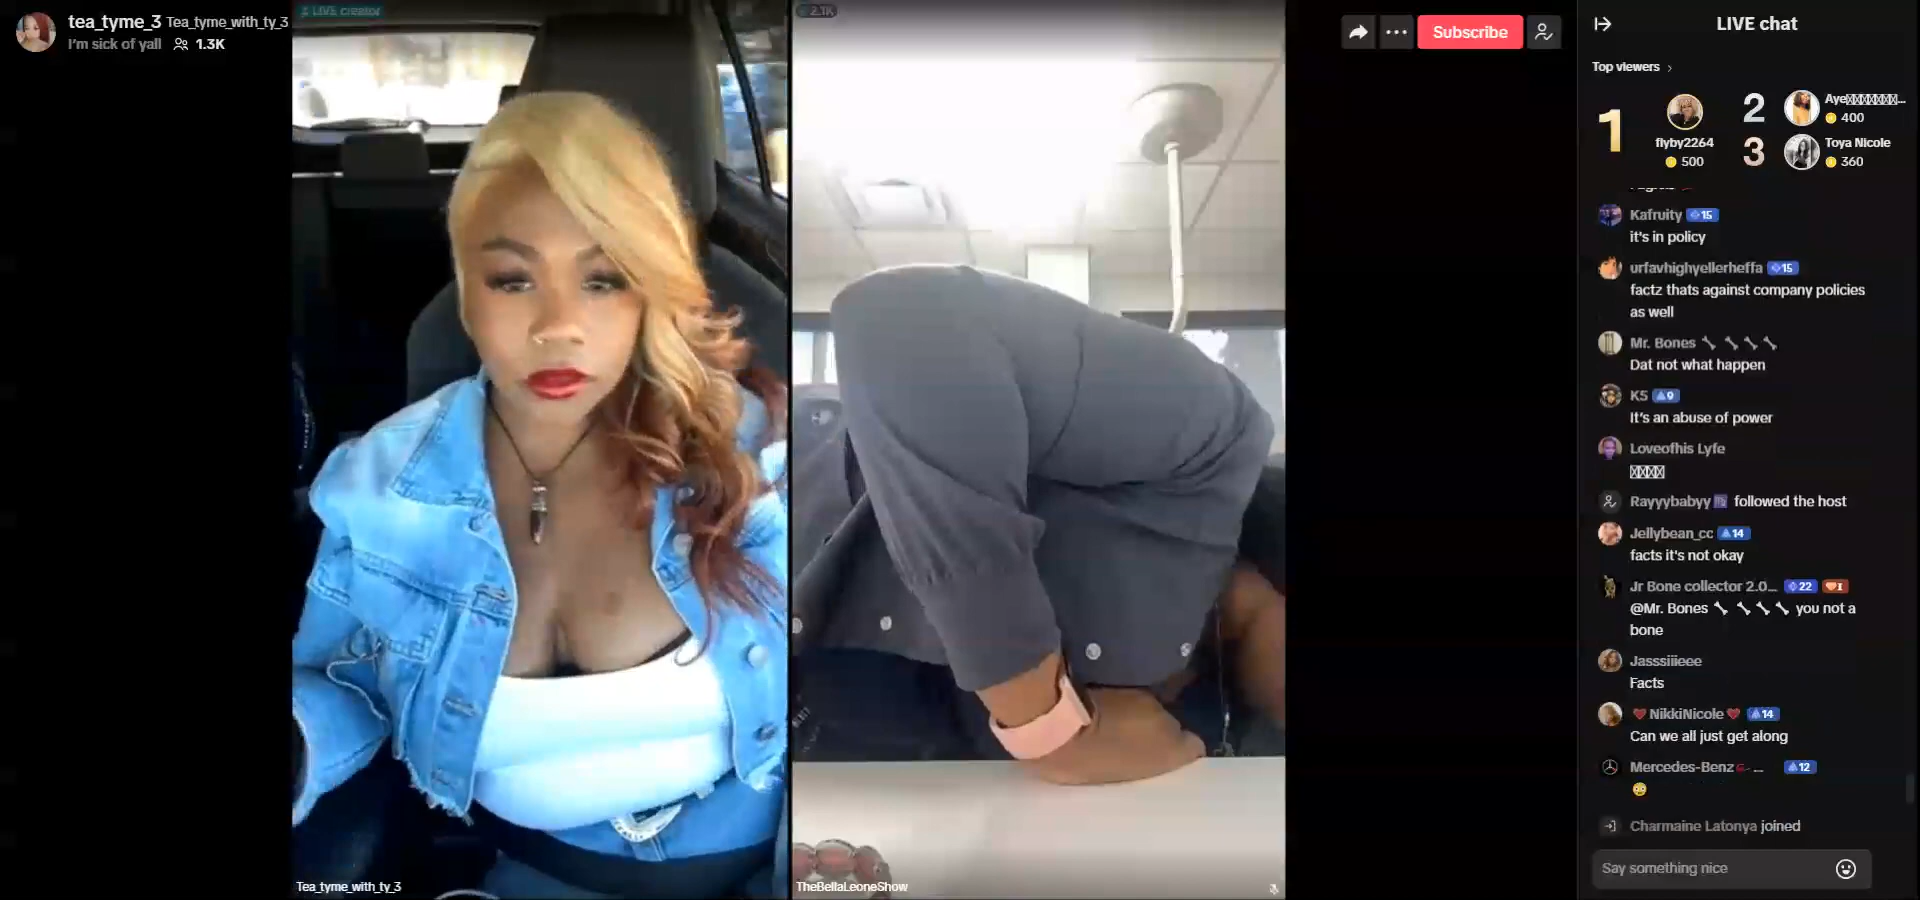 tea_tyme_3 Tea_tyme_with_ty_3
I'm sick of yall 1.3K
LIVE creator
2.1K
Subscribe
LIVE chat
Top viewers
1
flyby2264
500
2
Aye
400
3
Toya Nicole
360
Kafruity 15
it's in policy
urfavhighyellerheffa 15
factz thats against company policies
as well
Mr. Bones
Dat not what happen
K5 9
It's an abuse of power
Loveofhis Lyfe
Rayyybabyy followed the host
Jellybean_cc 14
facts it's not okay
Jr Bone collector 2.0... 22 I
@Mr. Bones you not a
bone
Jasssiiieee
Facts
NikkiNicole 14
Can we all just get along
Mercedes-Benz 12
Charmaine Latonya joined
Say something nice
Tea_tyme_with_ty_3
TheBellaLeoneShow